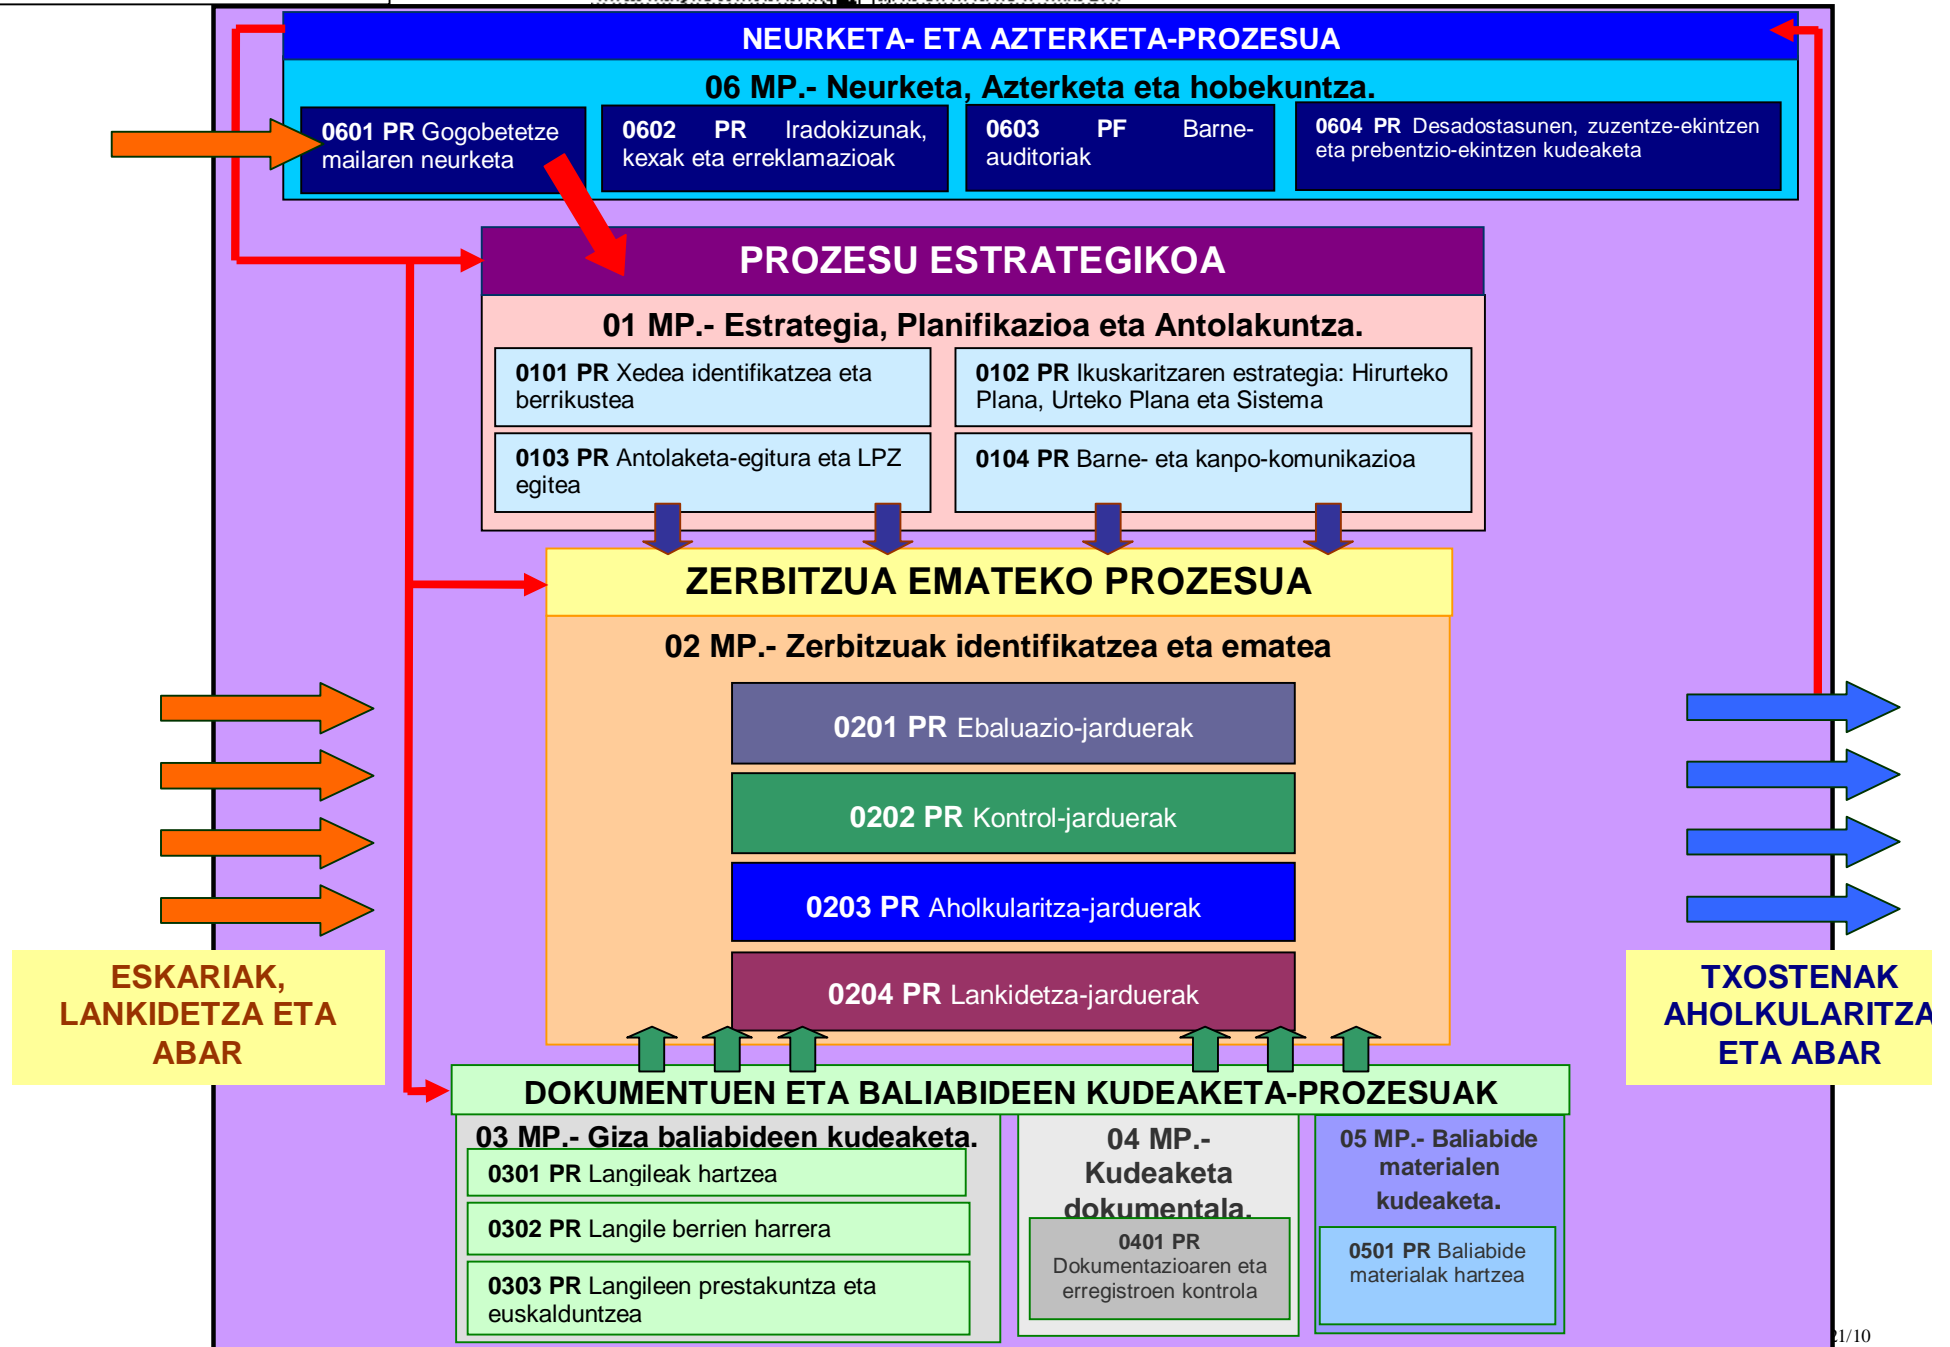 NEURKETA- ETA AZTERKETA-PROZESUA
06 MP.- Neurketa, Azterketa eta hobekuntza.
0601 PR Gogobetetze
mailaren neurketa
0602 PR Iradokizunak,
kexak eta erreklamazioak
0603 PF Barne-
auditoriak
0604 PR Desadostasunen, zuzentze-ekintzen
eta prebentzio-ekintzen kudeaketa
PROZESU ESTRATEGIKOA
01 MP.- Estrategia, Planifikazioa eta Antolakuntza.
0101 PR Xedea identifikatzea eta
berrikustea
0102 PR Ikuskaritzaren estrategia: Hirurteko
Plana, Urteko Plana eta Sistema
0103 PR Antolaketa-egitura eta LPZ
egitea
0104 PR Barne- eta kanpo-komunikazioa
ZERBITZUA EMATEKO PROZESUA
02 MP.- Zerbitzuak identifikatzea eta ematea
0201 PR Ebaluazio-jarduerak
0202 PR Kontrol-jarduerak
0203 PR Aholkularitza-jarduerak
0204 PR Lankidetza-jarduerak
ESKARIAK,
LANKIDETZA ETA
ABAR
TXOSTENAK
AHOLKULARITZA
ETA ABAR
DOKUMENTUEN ETA BALIABIDEEN KUDEAKETA-PROZESUAK
03 MP.- Giza baliabideen kudeaketa.
0301 PR Langileak hartzea
0302 PR Langile berrien harrera
0303 PR Langileen prestakuntza eta
euskalduntzea
04 MP.-
Kudeaketa
dokumentala.
0401 PR
Dokumentazioaren eta
erregistroen kontrola
05 MP.- Baliabide
materialen
kudeaketa.
0501 PR Baliabide
materialak hartzea
21/10